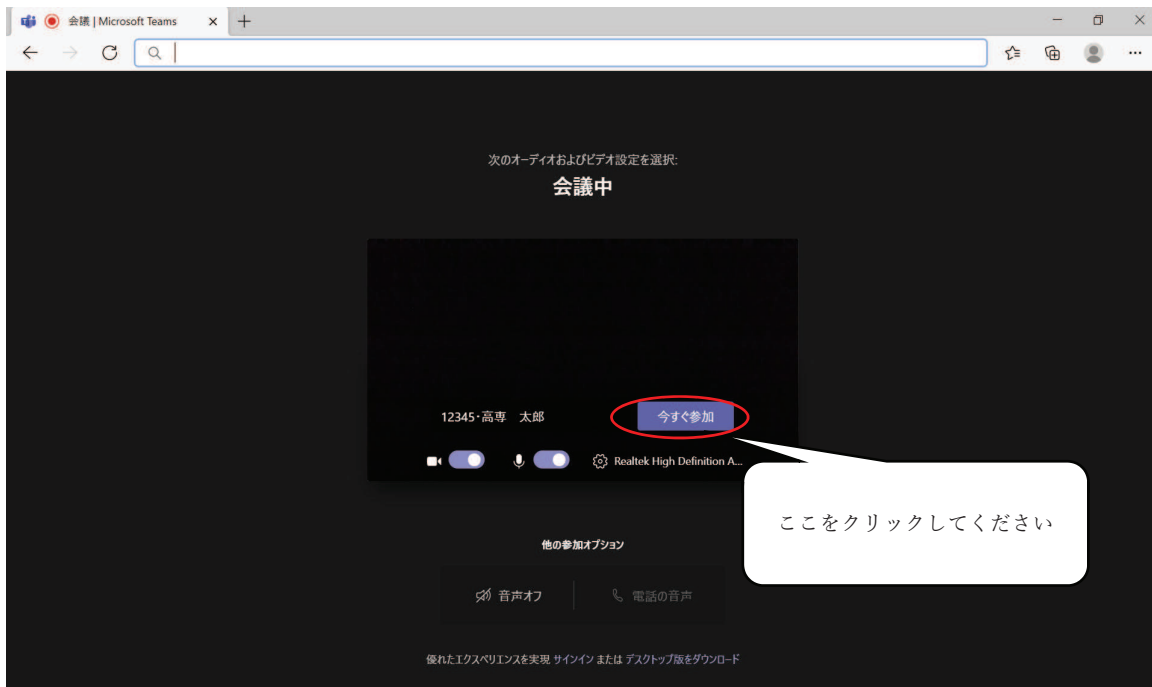 会議 | Microsoft Teams
次のオーディオおよびビデオ設定を選択:
会議中
12345･高専　太郎
今すぐ参加
Realtek High Definition A...
ここをクリックしてください
他の参加オプション
音声オフ
電話の音声
優れたエクスペリエンスを実現 サインイン または デスクトップ版をダウンロード